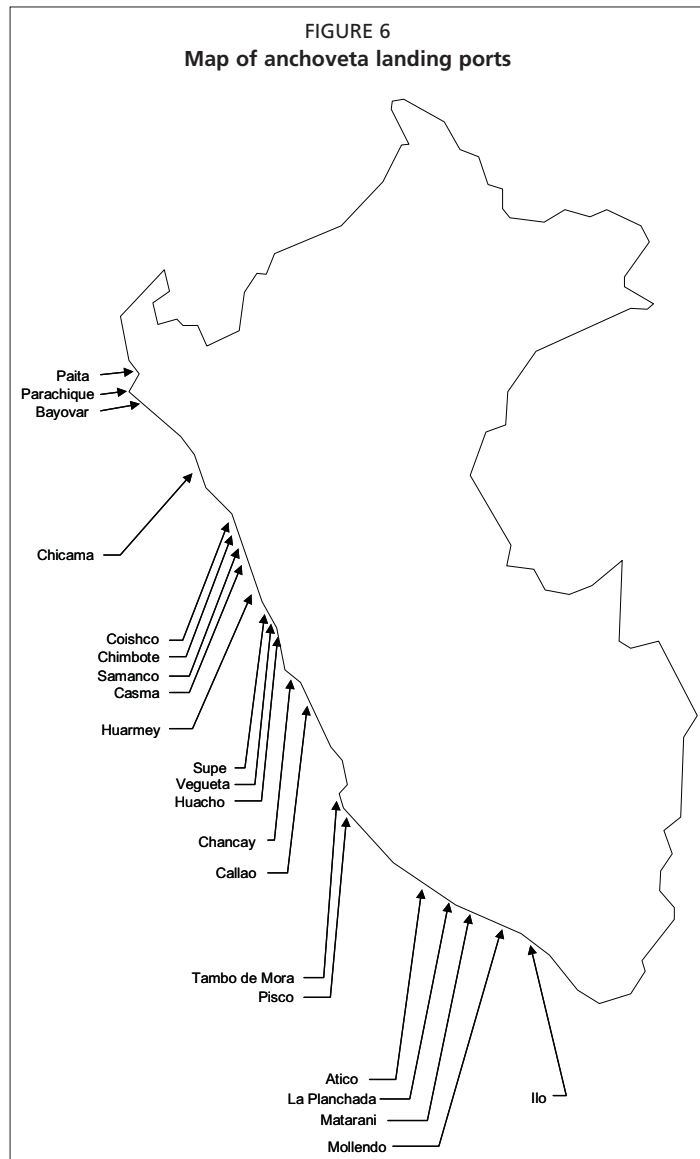 FIGURE 6
Map of anchoveta landing ports
Paita
Parachique
Bayovar
Chicama
Coishco
Chimbote
Samanco
Casma
Huarmey
Supe
Vegueta
Huacho
Chancay
Callao
Tambo de Mora
Pisco
Atico
La Planchada
Ilo
Matarani
Mollendo